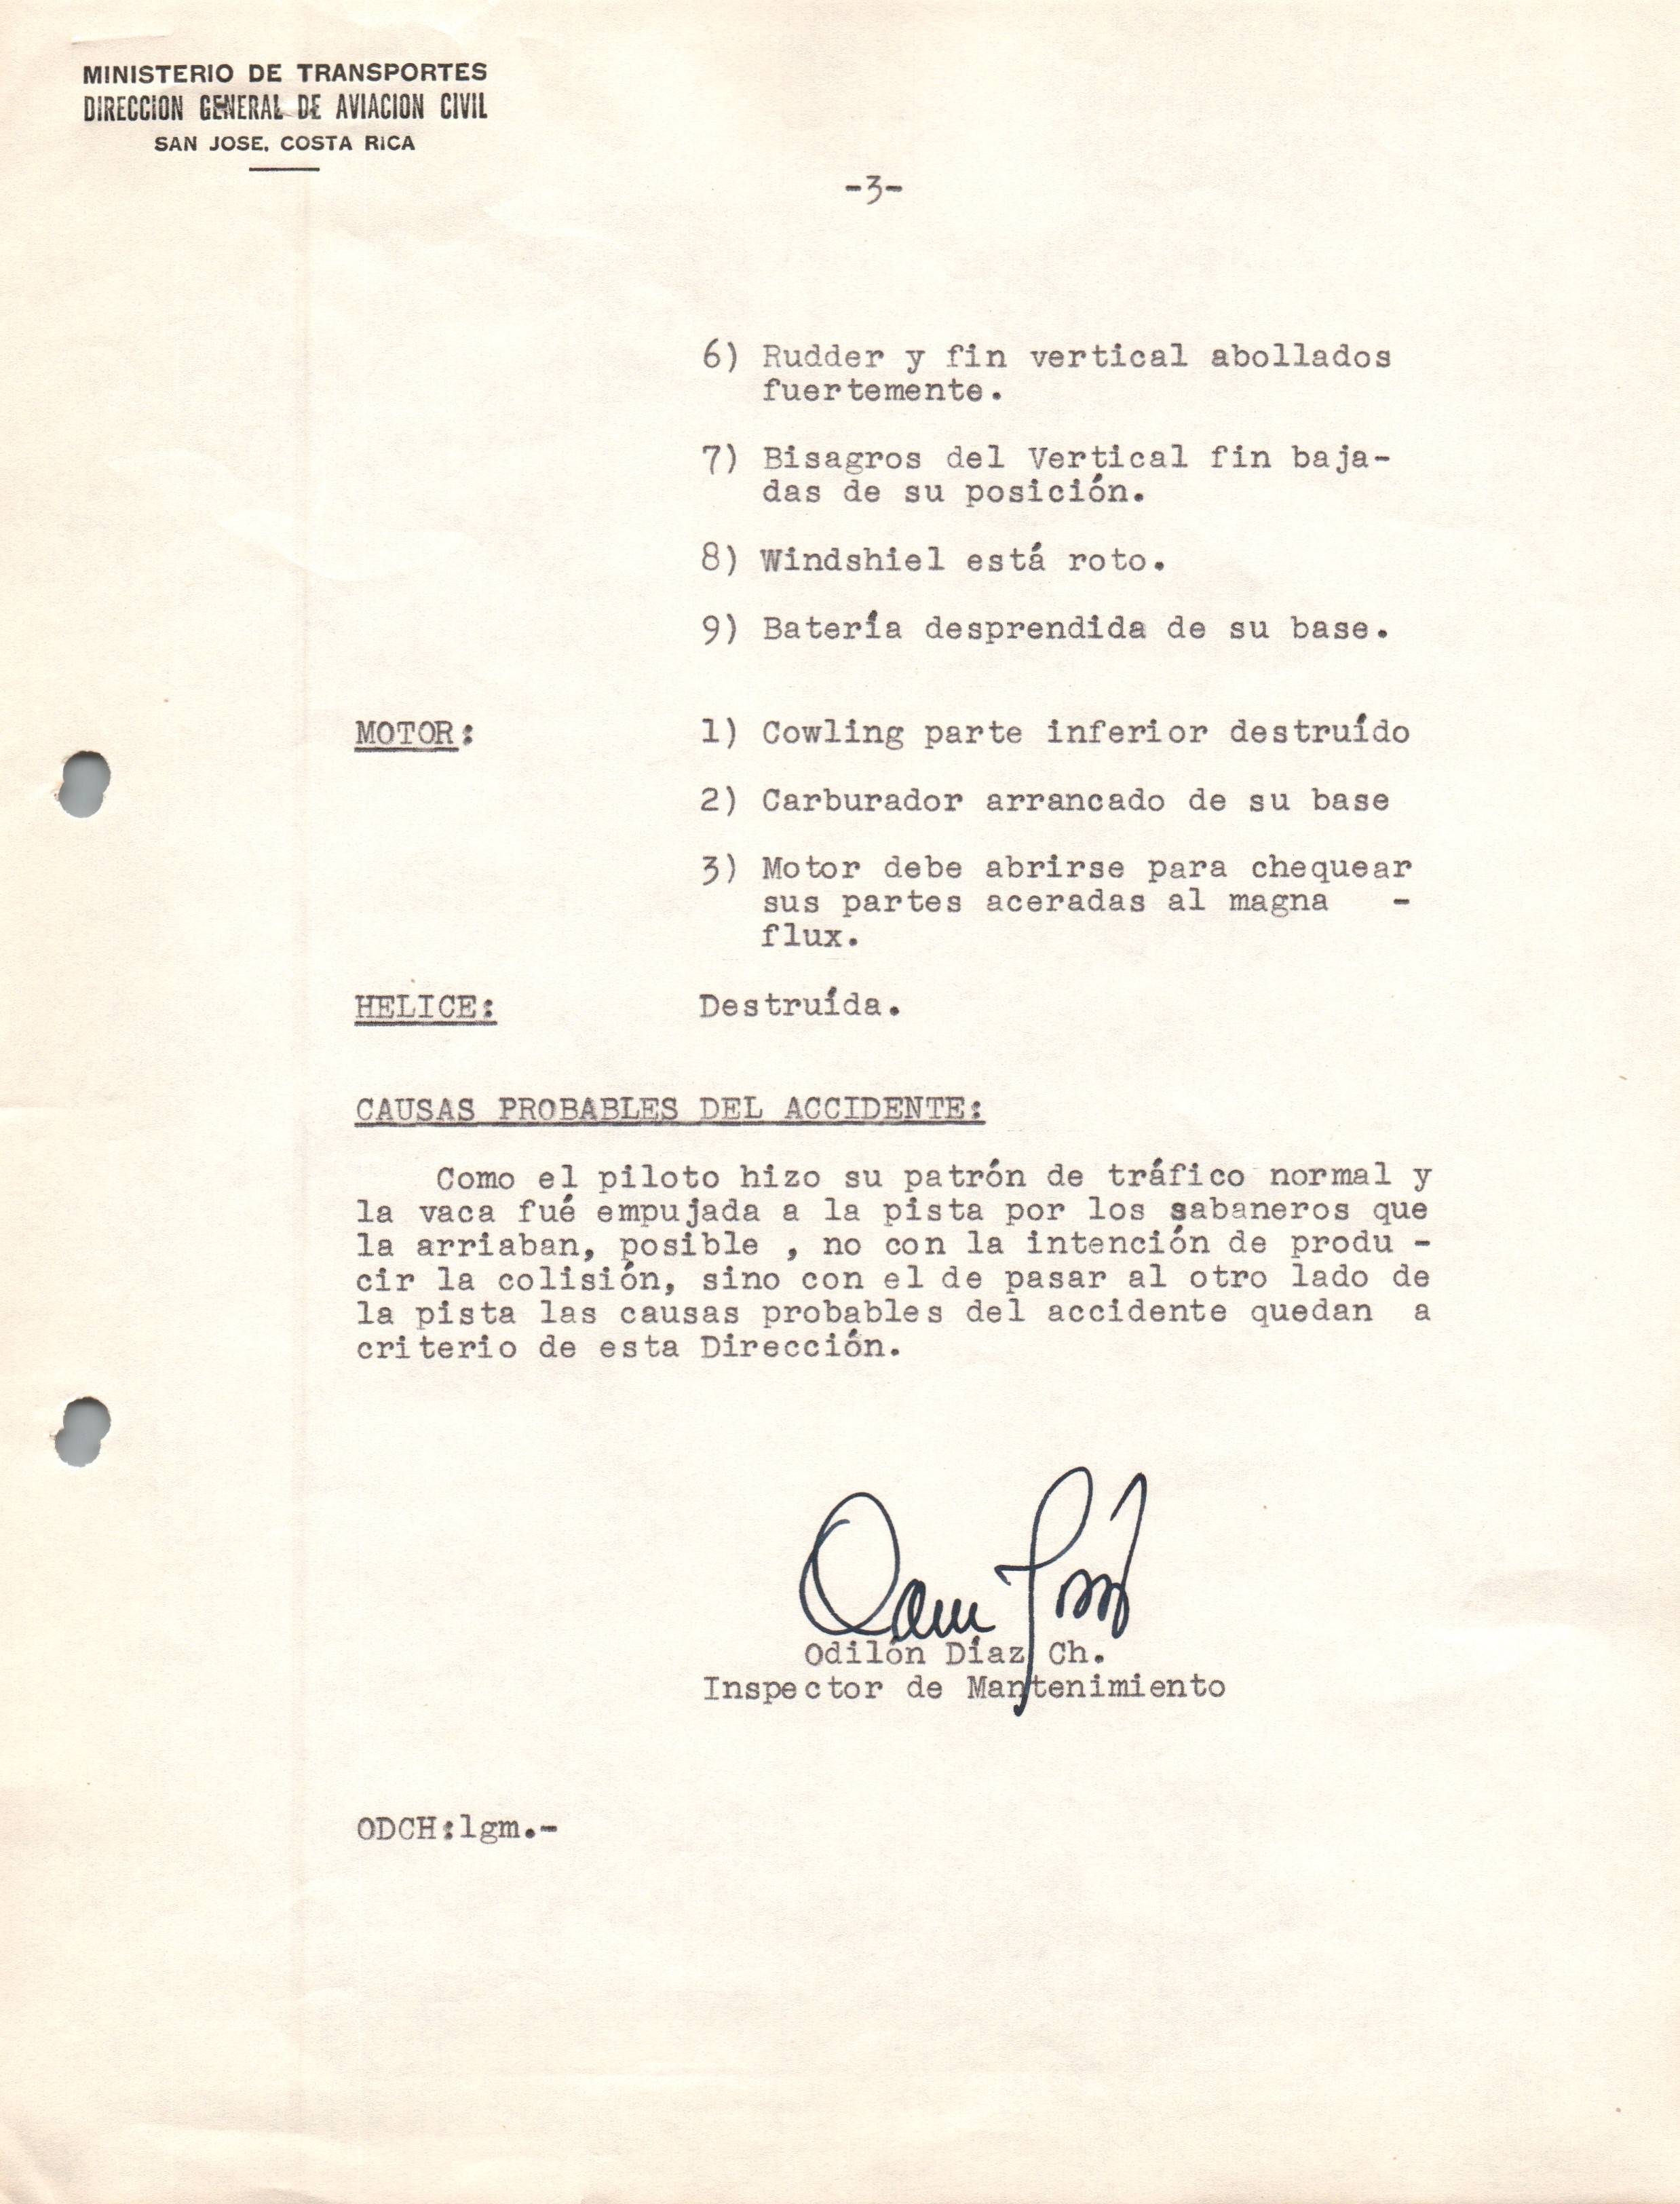 MINISTERIO DE TRANSPORTES
DIRECCION GENERAL DE AVIACION CIVIL
SAN JOSE, COSTA RICA
-3-
6) Rudder y fin vertical abollados
fuertemente.
7) Bisagros del Vertical fin baja-
das de su posición.
8) Windshiel está roto.
9) Batería desprendida de su base.
MOTOR: 1) Cowling parte inferior destruído
2) Carburador arrancado de su base
3) Motor debe abrirse para chequear
sus partes aceradas al magna -
flux.
HELICE: Destruída.
CAUSAS PROBABLES DEL ACCIDENTE:
Como el piloto hizo su patrón de tráfico normal y
la vaca fué empujada a la pista por los sabaneros que
la arriaban, posible , no con la intención de produ -
cir la colisión, sino con el de pasar al otro lado de
la pista las causas probables del accidente quedan a
criterio de esta Dirección.
Odilón Díaz Ch.
Inspector de Mantenimiento
ODCH:lgm.-